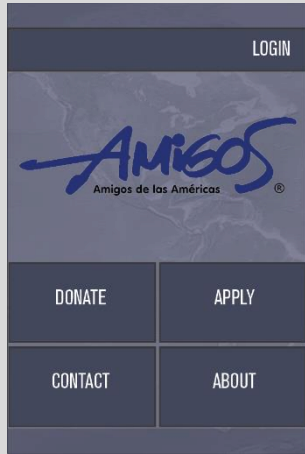 LOGIN
AMiGOS
Amigos de las Américas ®
DONATE APPLY
CONTACT ABOUT